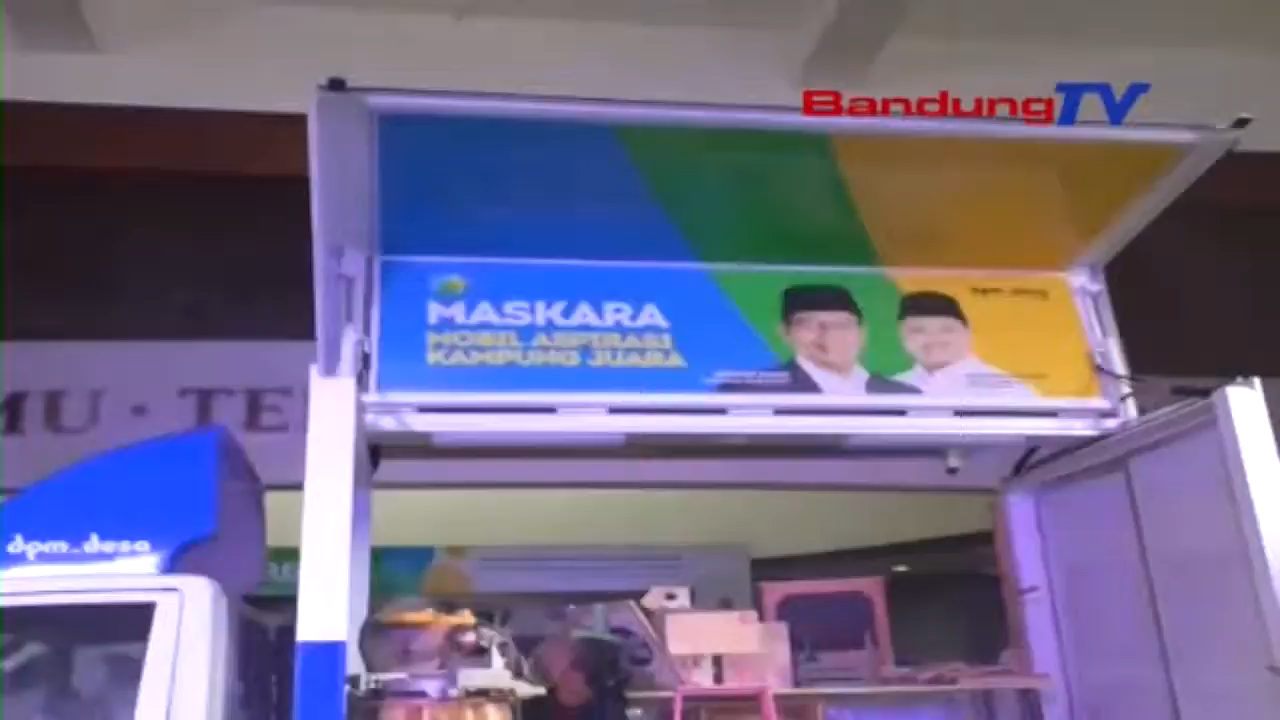 BandungTV
MASKARA
MOBIL ASPIRASI
KAMPUNG JUARA
MU · TE
dpm_desa